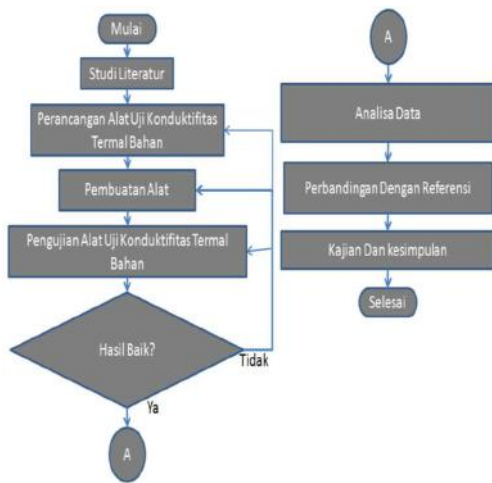 Mulai
Studi Literatur
Perancangan Alat Uji Konduktifitas
Termal Bahan
Pembuatan Alat
Pengujian Alat Uji Konduktifitas Termal
Bahan
Hasil Baik?
Tidak
Ya
A
A
Analisa Data
Perbandingan Dengan Referensi
Kajian Dan kesimpulan
Selesai